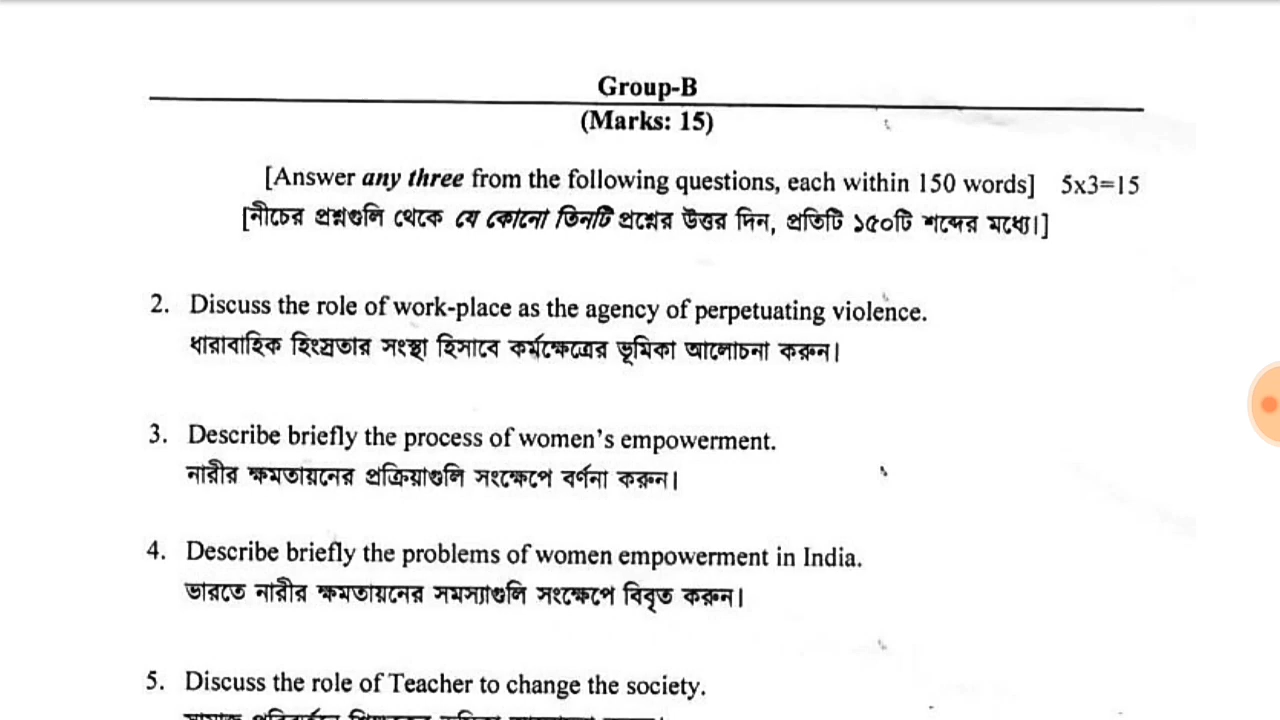 Group-B
(Marks: 15)
[Answer any three from the following questions, each within 150 words] 5x3=15
[নীচের প্রশ্নগুলি থেকে যে কোনো তিনটি প্রশ্নের উত্তর দিন, প্রতিটি ১৫০টি শব্দের মধ্যে।]
2. Discuss the role of work-place as the agency of perpetuating violence.
ধারাবাহিক হিংস্রতার সংস্থা হিসাবে কর্মক্ষেত্রের ভূমিকা আলোচনা করুন।
3. Describe briefly the process of women's empowerment.
নারীর ক্ষমতায়নের প্রক্রিয়াগুলি সংক্ষেপে বর্ণনা করুন।
4. Describe briefly the problems of women empowerment in India.
ভারতে নারীর ক্ষমতায়নের সমস্যাগুলি সংক্ষেপে বিবৃত করুন।
5. Discuss the role of Teacher to change the society.